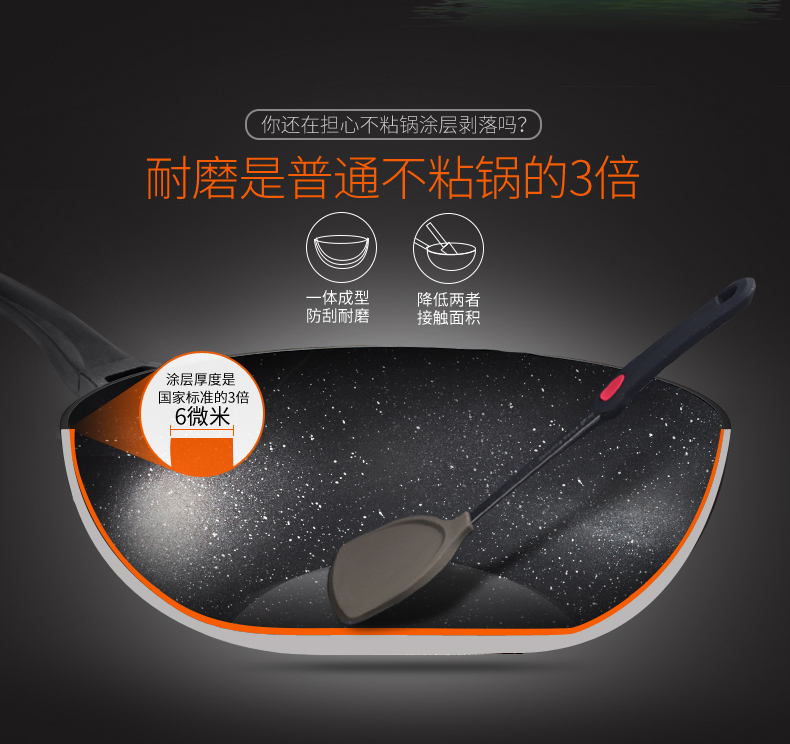 你还在担心不粘锅涂层剥落吗?
耐磨是普通不粘锅的3倍
一体成型
防刮耐磨
降低两者
接触面积
涂层厚度是
国家标准的3倍
6微米